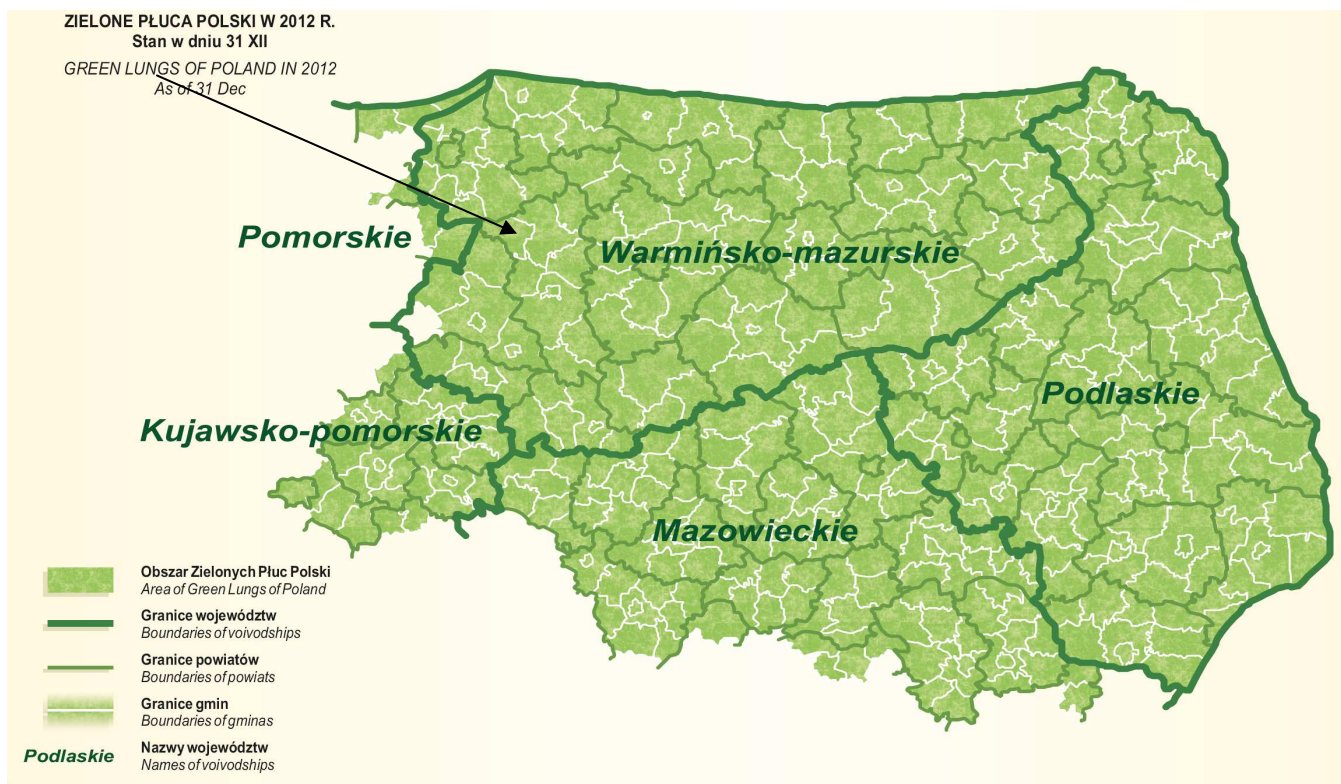 ZIELONE PŁUCA POLSKI W 2012 R.
Stan w dniu 31 XII
GREEN LUNGS OF POLAND IN 2012
As of 31 Dec
Pomorskie
Warmińsko-mazurskie
Podlaskie
Kujawsko-pomorskie
Mazowieckie
Obszar Zielonych Płuc Polski
Area of Green Lungs of Poland
Granice województw
Boundaries of voivodships
Granice powiatów
Boundaries of powiats
Granice gmin
Boundaries of gminas
Podlaskie
Nazwy województw
Names of voivodships